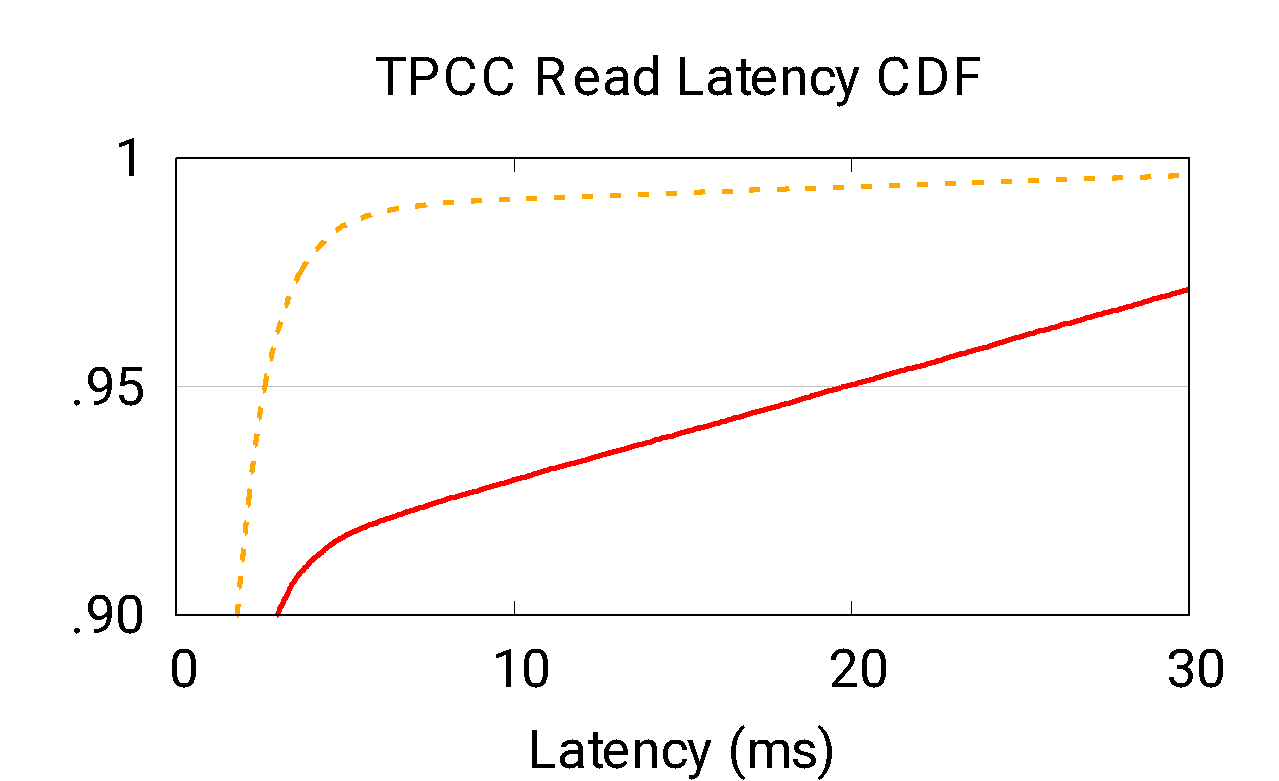 TPCC Read Latency CDF
1
.95
.90
0 10 20 30
Latency (ms)